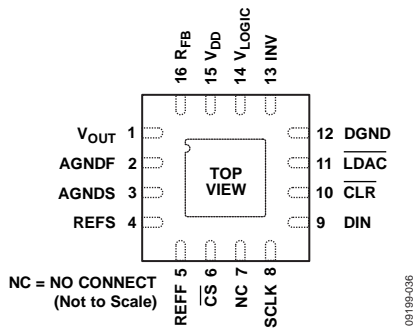 16 RFB
15 VDD
14 VLOGIC
13 INV
VOUT 1
AGNDF 2
AGNDS 3
REFS 4
TOP
VIEW
12 DGND
11 LDAC
10 CLR
9 DIN
REFF 5
CS 6
NC 7
SCLK 8
NC = NO CONNECT
(Not to Scale)
09199-036